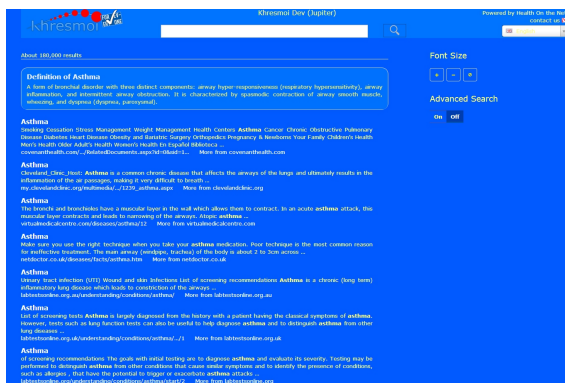 Khresmoi FOR EVERYONE
Khresmoi Dev (Jupiter)
Powered by Health On the Ne
contact us
About 180,000 results
Font Size
Definition of Asthma
A form of bronchial disorder with three distinct components: airway hyper-responsiveness (respiratory hypersensitivity), airway
inflammation, and intermittent airway obstruction. It is characterized by spasmodic contraction of airway smooth muscle,
wheezing, and dyspnea (dyspnea, paroxysmal).
+ -
Advanced Search
On Off
Asthma
Smoking Cessation Stress Management Weight Management Health Centers Asthma Cancer Chronic Obstructive Pulmonary
Disease Diabetes Heart Disease Obesity and Bariatric Surgery Orthopedics Pregnancy & Newborns Your Family Children's Health
Men's Health Older Adult's Health Women's Health En Español Biblioteca ...
covenanthealth.com/.../RelatedDocuments.aspx?id=0&sid=1... More from covenanthealth.com
Asthma
Cleveland_Clinic_Host: Asthma is a common chronic disease that affects the airways of the lungs and ultimately results in the
inflammation of the air passages, making it very difficult to breath ...
my.clevelandclinic.org/multimedia/.../1239_asthma.aspx More from clevelandclinic.org
Asthma
The bronchi and bronchioles have a muscular layer in the wall which allows them to contract. In an acute asthma attack, this
muscular layer contracts and leads to narrowing of the airways. Atopic asthma ...
virtualmedicalcentre.com/diseases/asthma/12 More from virtualmedicalcentre.com
Asthma
Make sure you use the right technique when you take your asthma medication. Poor technique is the most common reason
for ineffective treatment. The main airway (windpipe, trachea) of the body is about 2 to 3cm across ...
netdoctor.co.uk/diseases/facts/asthma.htm More from netdoctor.co.uk
Asthma
Urinary tract infection (UTI) Wound and skin Infections List of screening recommendations Asthma is a chronic (long term)
inflammatory lung disease which leads to constriction of the airways ...
labtestsonline.org.au/understanding/conditions/asthma/ More from labtestsonline.org.au
Asthma
List of screening tests Asthma is largely diagnosed from the history with a patient having the classical symptoms of asthma.
However, tests such as lung function tests can also be useful to help diagnose asthma and to distinguish asthma from other
lung diseases ...
labtestsonline.org.uk/understanding/conditions/asthma/.../1 More from labtestsonline.org.uk
Asthma
of screening recommendations The goals with initial testing are to diagnose asthma and evaluate its severity. Testing may be
performed to distinguish asthma from other conditions that cause similar symptoms and to identify the presence of conditions,
such as allergies , that have the potential to trigger or exacerbate asthma attacks ...
labtestsonline.org/understanding/conditions/asthma/start/2 More from labtestsonline.org